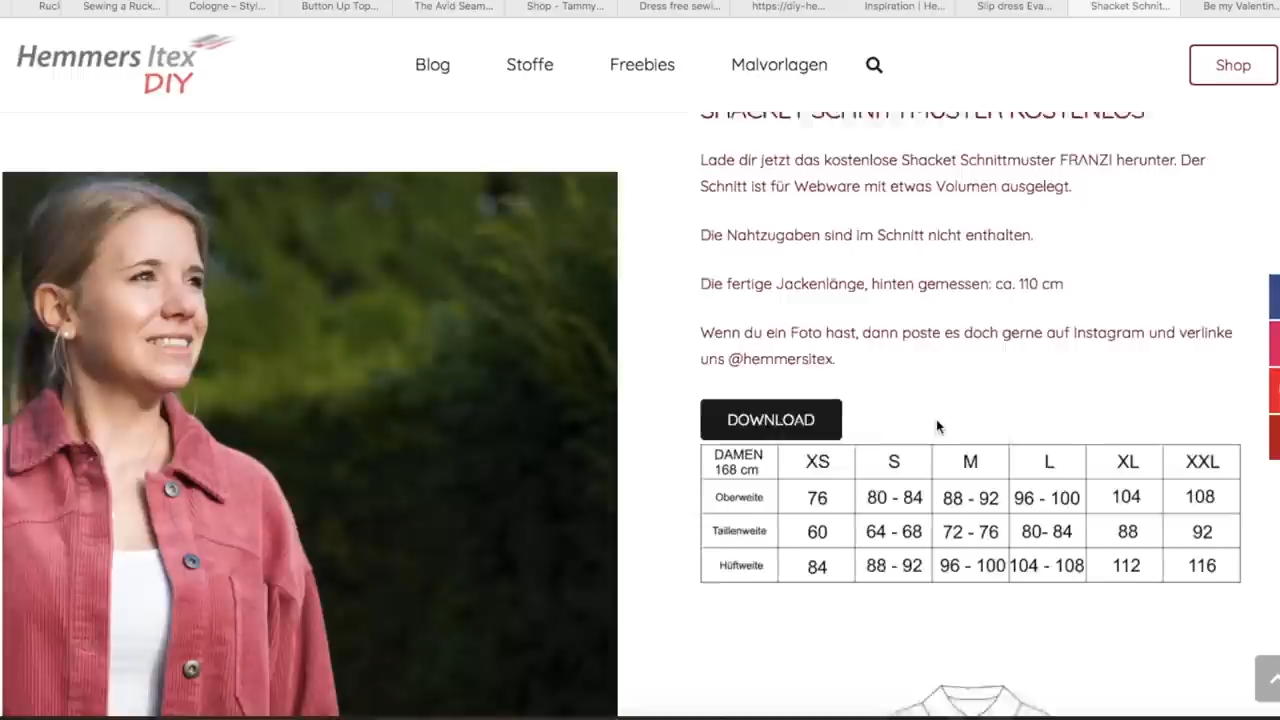 Ruck
Sewing a Ruck...
Cologne – Styl...
Button Up Top...
The Avid Seam...
Shop - Tammy...
Dress free sewi...
https://diy-he...
Inspiration | He...
Slip dress Eva...
Shacket Schnit...
Be my Valentin
Hemmers Itex
DIY
Blog
Stoffe
Freebies
Malvorlagen
Shop
SHACKET SCHNITTMUSTER KOSTENLOS
Lade dir jetzt das kostenlose Shacket Schnittmuster FRANZI herunter. Der
Schnitt ist für Webware mit etwas Volumen ausgelegt.
Die Nahtzugaben sind im Schnitt nicht enthalten.
Die fertige Jackenlänge, hinten gemessen: ca. 110 cm
Wenn du ein Foto hast, dann poste es doch gerne auf Instagram und verlinke
uns @hemmersitex.
DOWNLOAD
DAMEN
168 cm
XS S M L XL XXL
Oberweite 76 80 - 84 88 - 92 96 - 100 104 108
Taillenweite 60 64 - 68 72 - 76 80- 84 88 92
Hüftweite 84 88 - 92 96 - 100 104 - 108 112 116